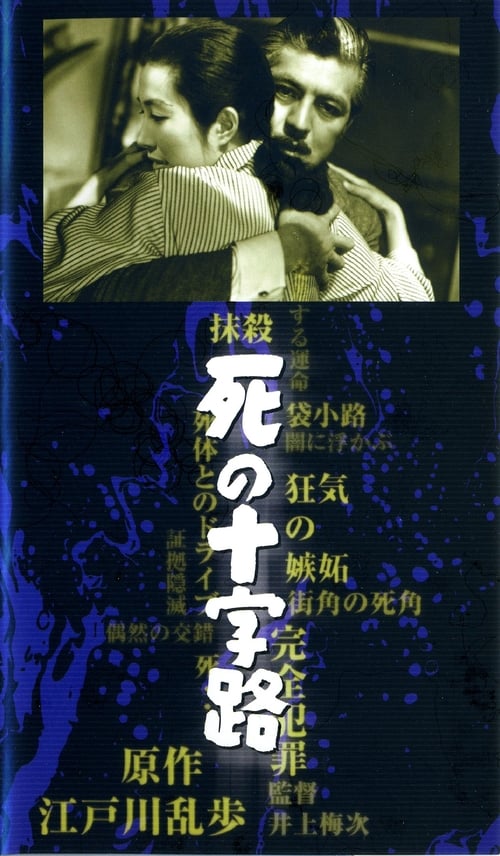 抹殺
する運命
死の十字路
袋小路
闇に浮かぶ
狂気
の
嫉妬
街角の死角
死体とのドライブ
証拠隠滅
偶然の交錯
完全犯罪
死
原作
江戸川乱歩
監督
井上梅次